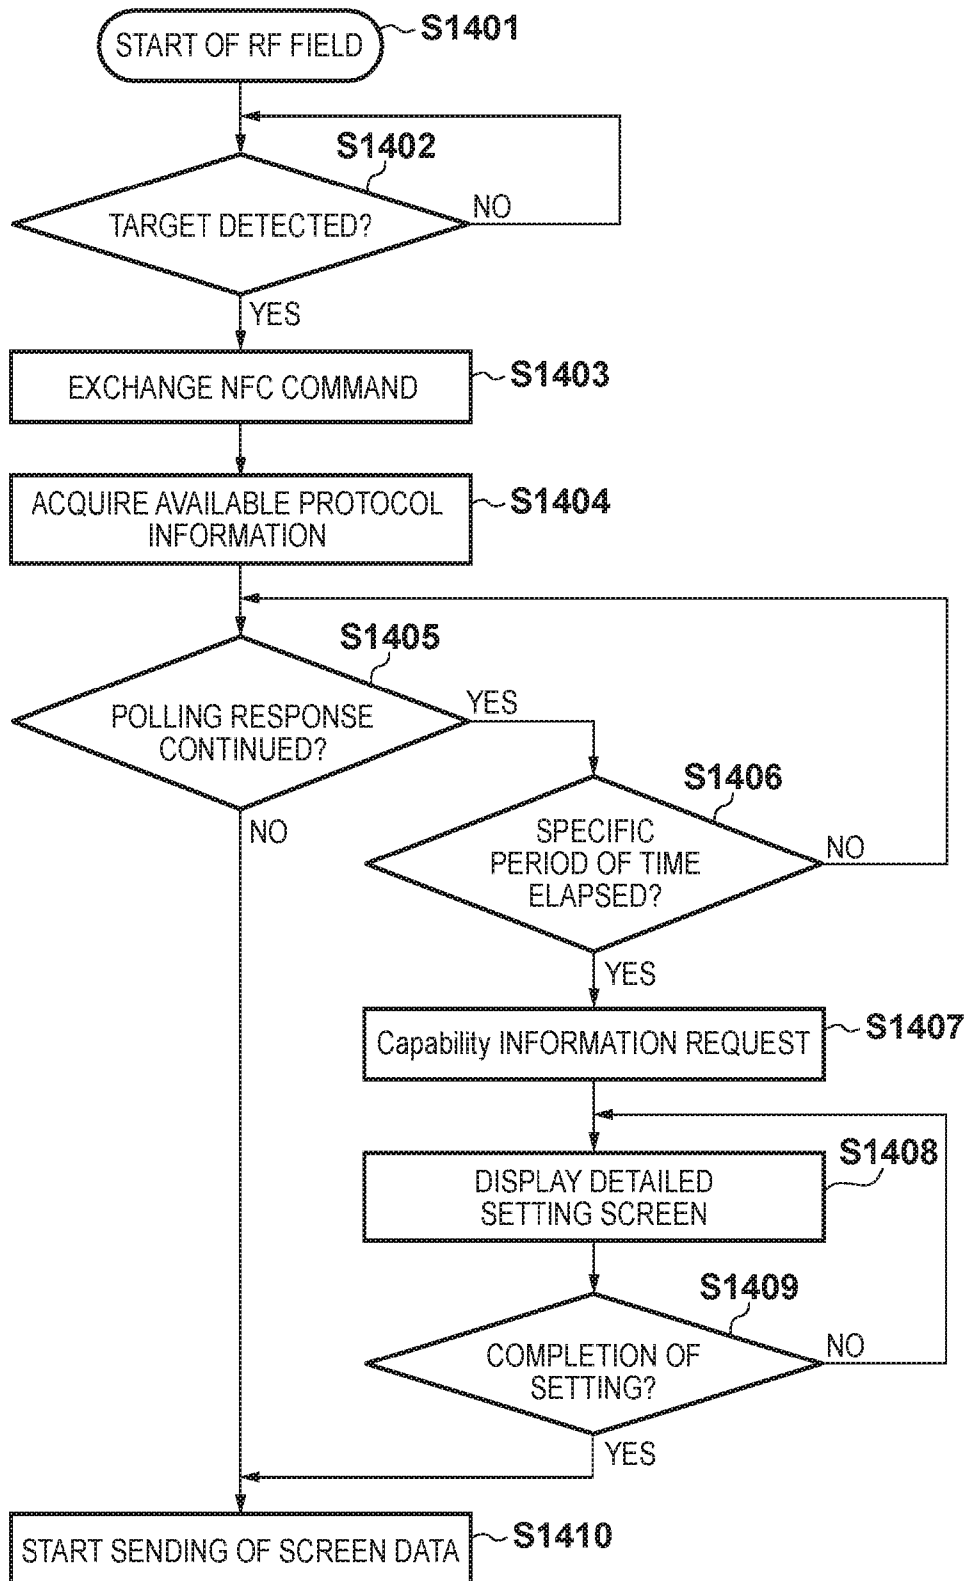 START OF RF FIELD
S1401
S1402
TARGET DETECTED?
NO
YES
EXCHANGE NFC COMMAND
S1403
ACQUIRE AVAILABLE PROTOCOL
INFORMATION
S1404
S1405
POLLING RESPONSE
CONTINUED?
YES
NO
S1406
SPECIFIC
PERIOD OF TIME
ELAPSED?
NO
YES
Capability INFORMATION REQUEST
S1407
S1408
DISPLAY DETAILED
SETTING SCREEN
S1409
COMPLETION OF
SETTING?
NO
YES
START SENDING OF SCREEN DATA
S1410